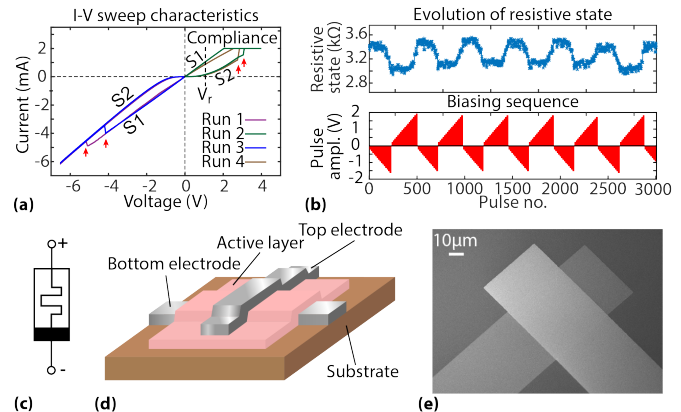 I-V sweep characteristics
Current (mA)
2
0
-2
-4
-6
Compliance
S1
S2
V_r
S2
S1
Run 1
Run 2
Run 3
Run 4
-6 -4 -2 0 2 4
Voltage (V)
(a)
Evolution of resistive state
Resistive
state (kΩ)
3.6
3.2
2.8
Biasing sequence
Pulse
ampl. (V)
2
1
0
-1
-2
0 500 1000 1500 2000 2500 3000
Pulse no.
(b)
+
-
(c)
Bottom electrode
Active layer
Top electrode
Substrate
(d)
10μm
(e)